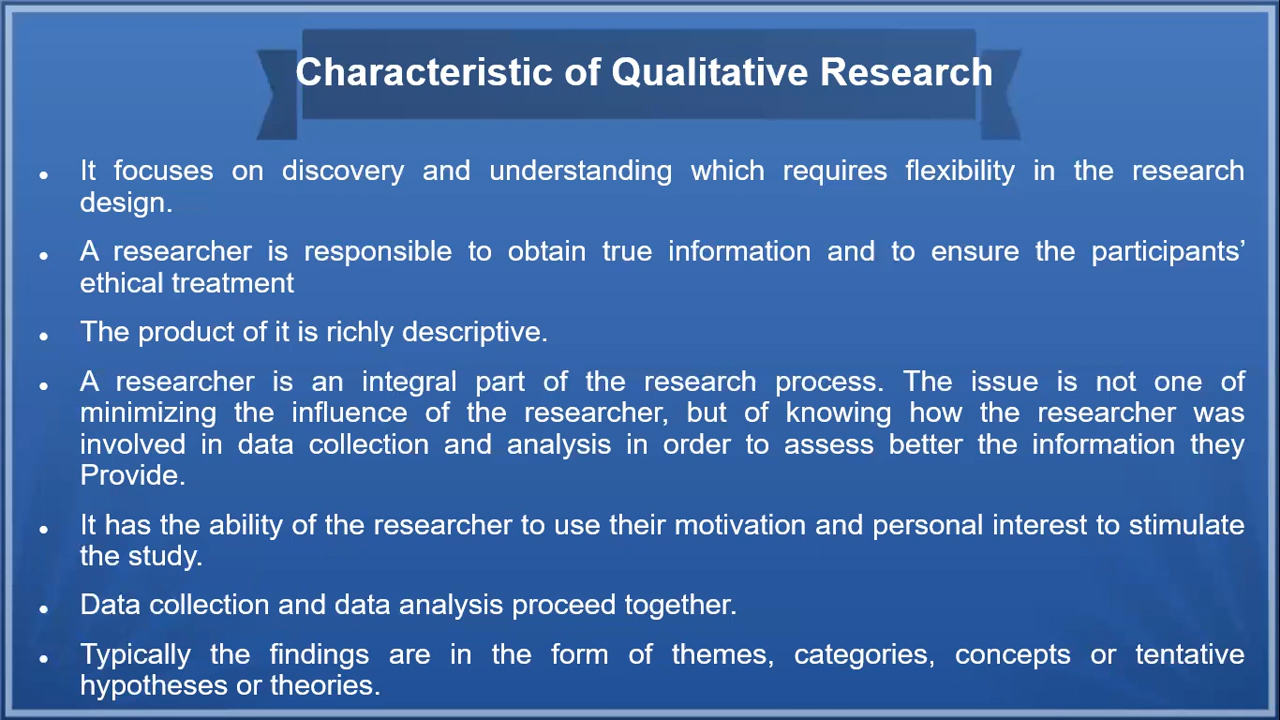 Characteristic of Qualitative Research
• It focuses on discovery and understanding which requires flexibility in the research
design.
• A researcher is responsible to obtain true information and to ensure the participants’
ethical treatment
• The product of it is richly descriptive.
• A researcher is an integral part of the research process. The issue is not one of
minimizing the influence of the researcher, but of knowing how the researcher was
involved in data collection and analysis in order to assess better the information they
Provide.
• It has the ability of the researcher to use their motivation and personal interest to stimulate
the study.
• Data collection and data analysis proceed together.
• Typically the findings are in the form of themes, categories, concepts or tentative
hypotheses or theories.